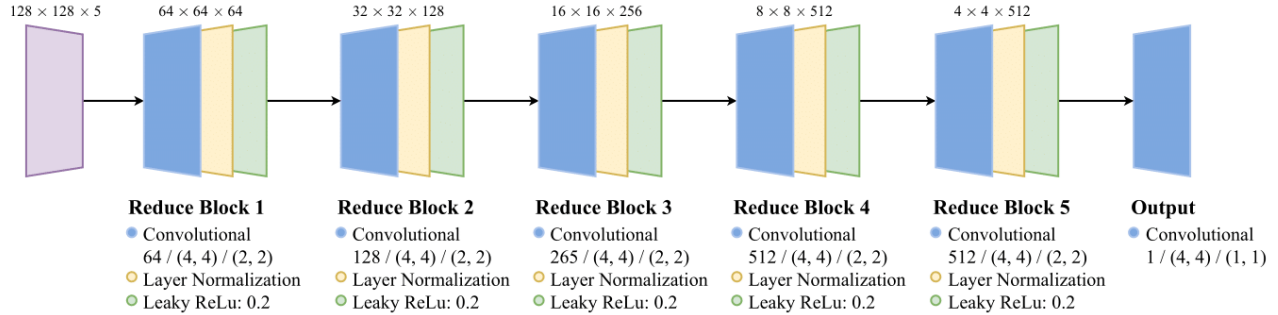 128 × 128 × 5
64 × 64 × 64
32 × 32 × 128
16 × 16 × 256
8 × 8 × 512
4 × 4 × 512
Reduce Block 1
Convolutional
64 / (4, 4) / (2, 2)
Layer Normalization
Leaky ReLu: 0.2
Reduce Block 2
Convolutional
128 / (4, 4) / (2, 2)
Layer Normalization
Leaky ReLu: 0.2
Reduce Block 3
Convolutional
265 / (4, 4) / (2, 2)
Layer Normalization
Leaky ReLu: 0.2
Reduce Block 4
Convolutional
512 / (4, 4) / (2, 2)
Layer Normalization
Leaky ReLu: 0.2
Reduce Block 5
Convolutional
512 / (4, 4) / (2, 2)
Layer Normalization
Leaky ReLu: 0.2
Output
Convolutional
1 / (4, 4) / (1, 1)